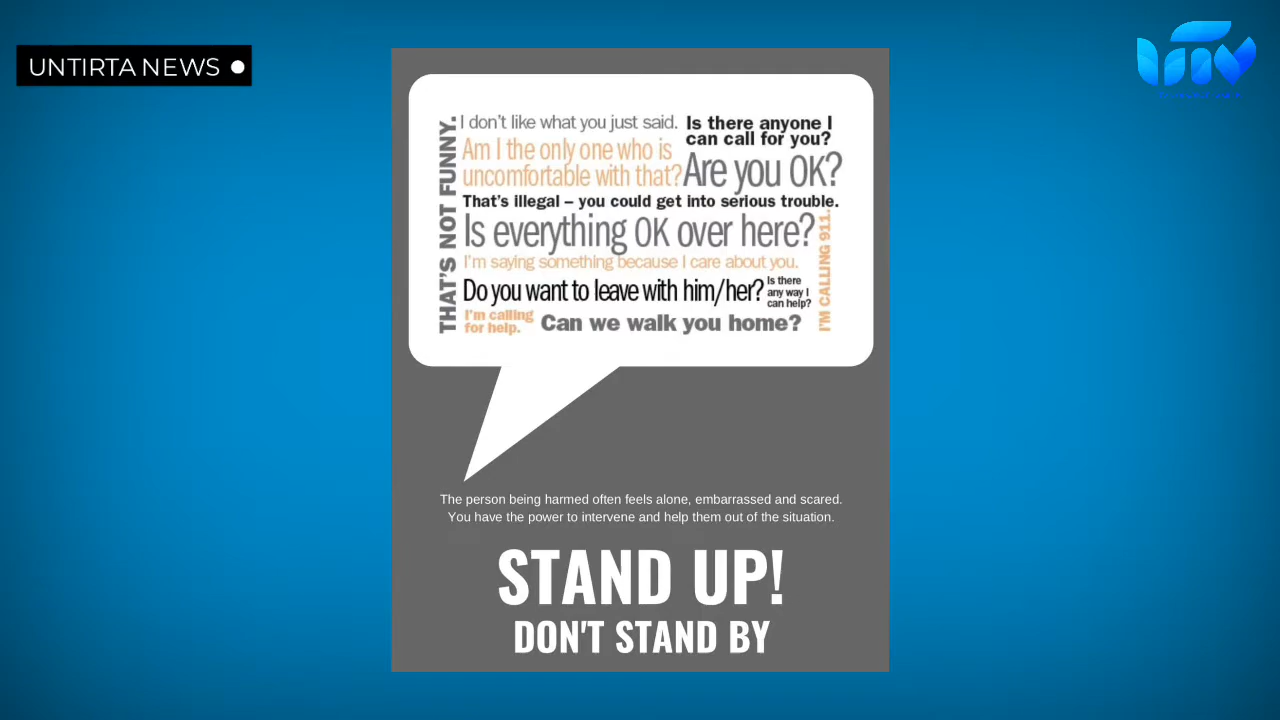 UNTIRTA NEWS
THAT'S NOT FUNNY.
I don't like what you just said.
Is there anyone I
can call for you?
Am I the only one who is
uncomfortable with that?
Are you OK?
That's illegal – you could get into serious trouble.
Is everything OK over here?
I'm saying something because I care about you.
Do you want to leave with him/her?
Is there
any way I
can help?
I'm calling
for help.
Can we walk you home?
I'M CALLING 911.
The person being harmed often feels alone, embarrassed and scared.
You have the power to intervene and help them out of the situation.
STAND UP!
DON'T STAND BY